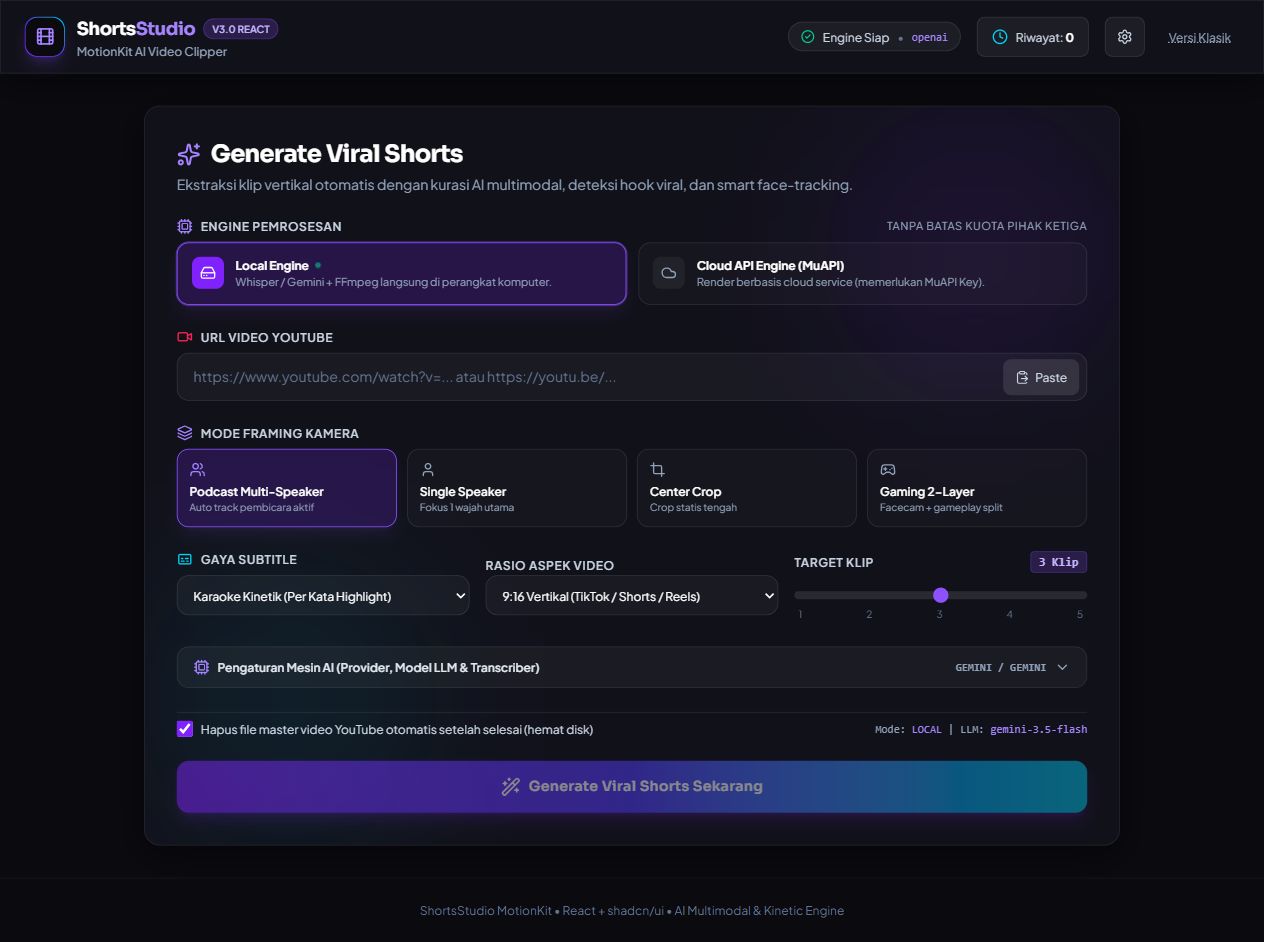 ShortsStudio V3.0 REACT
MotionKit AI Video Clipper
Engine Siap • openai
Riwayat: 0
Versi Klasik
Generate Viral Shorts
Ekstraksi klip vertikal otomatis dengan kurasi AI multimodal, deteksi hook viral, dan smart face-tracking.
ENGINE PEMROSESAN
TANPA BATAS KUOTA PIHAK KETIGA
Local Engine
Whisper / Gemini + FFmpeg langsung di perangkat komputer.
Cloud API Engine (MuAPI)
Render berbasis cloud service (memerlukan MuAPI Key).
URL VIDEO YOUTUBE
https://www.youtube.com/watch?v=... atau https://youtu.be/...
Paste
MODE FRAMING KAMERA
Podcast Multi-Speaker
Auto track pembicara aktif
Single Speaker
Fokus 1 wajah utama
Center Crop
Crop statis tengah
Gaming 2-Layer
Facecam + gameplay split
GAYA SUBTITLE
Karaoke Kinetik (Per Kata Highlight)
RASIO ASPEK VIDEO
9:16 Vertikal (TikTok / Shorts / Reels)
TARGET KLIP
3 Klip
1 2 3 4 5
Pengaturan Mesin AI (Provider, Model LLM & Transcriber)
GEMINI / GEMINI
Hapus file master video YouTube otomatis setelah selesai (hemat disk)
Mode: LOCAL | LLM: gemini-3.5-flash
Generate Viral Shorts Sekarang
ShortsStudio MotionKit • React + shadcn/ui • AI Multimodal & Kinetic Engine